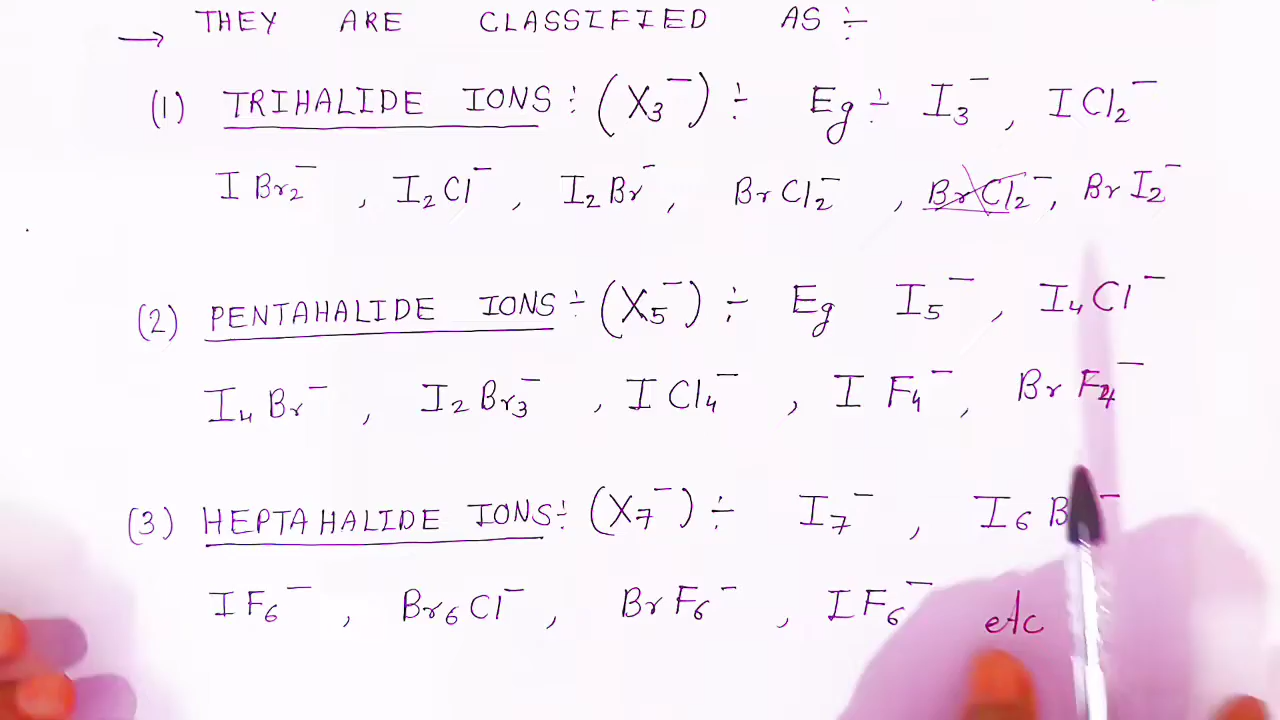 → THEY ARE CLASSIFIED AS ÷
(1) TRIHALIDE IONS ÷ (X₃⁻) ÷ Eg ÷ I₃⁻ , ICl₂⁻
IBr₂⁻ , I₂Cl⁻ , I₂Br⁻ , BrCl₂⁻ , BrCl₂⁻ , BrI₂⁻
(2) PENTAHALIDE IONS ÷ (X₅⁻) ÷ Eg I₅⁻ , I₄Cl⁻
I₄Br⁻ , I₂Br₃⁻ , ICl₄⁻ , IF₄⁻ , BrF₄⁻
(3) HEPTAHALIDE IONS ÷ (X₇⁻) ÷ I₇⁻ , I₆B
IF₆⁻ , Br₆Cl⁻ , BrF₆⁻ , IF₆⁻ etc